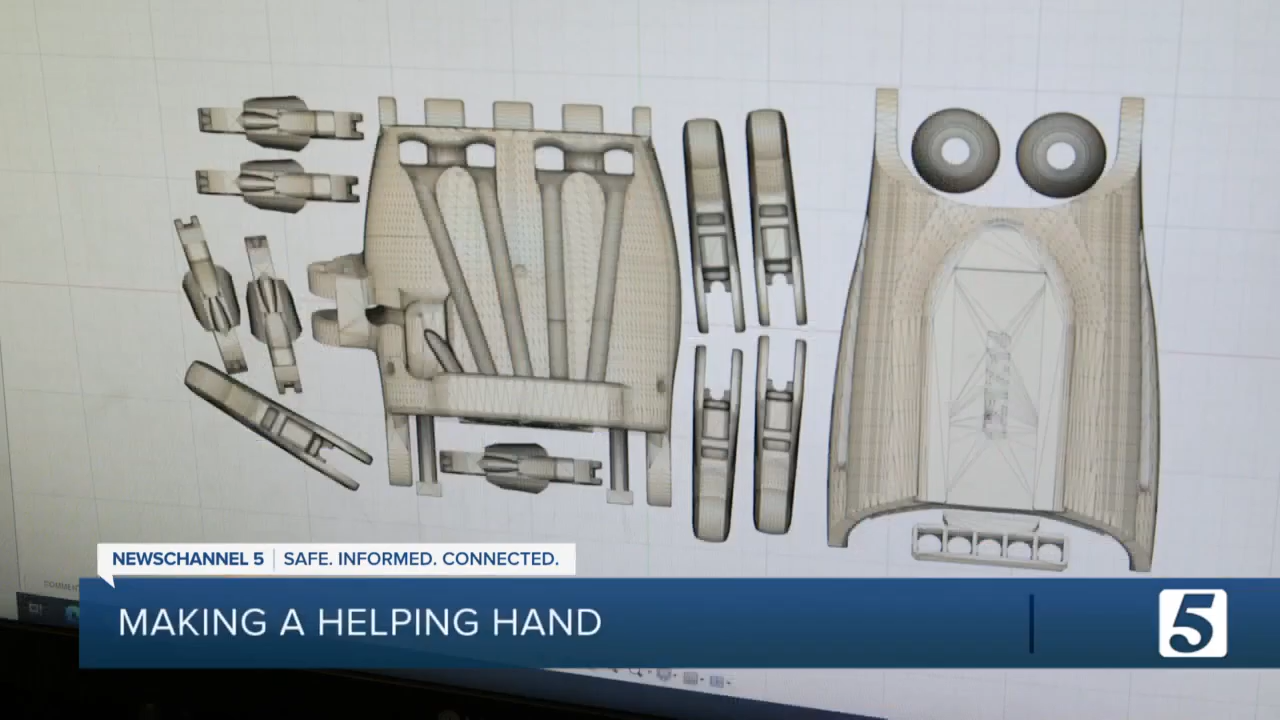 NEWSCHANNEL 5 | SAFE. INFORMED. CONNECTED.
MAKING A HELPING HAND
5